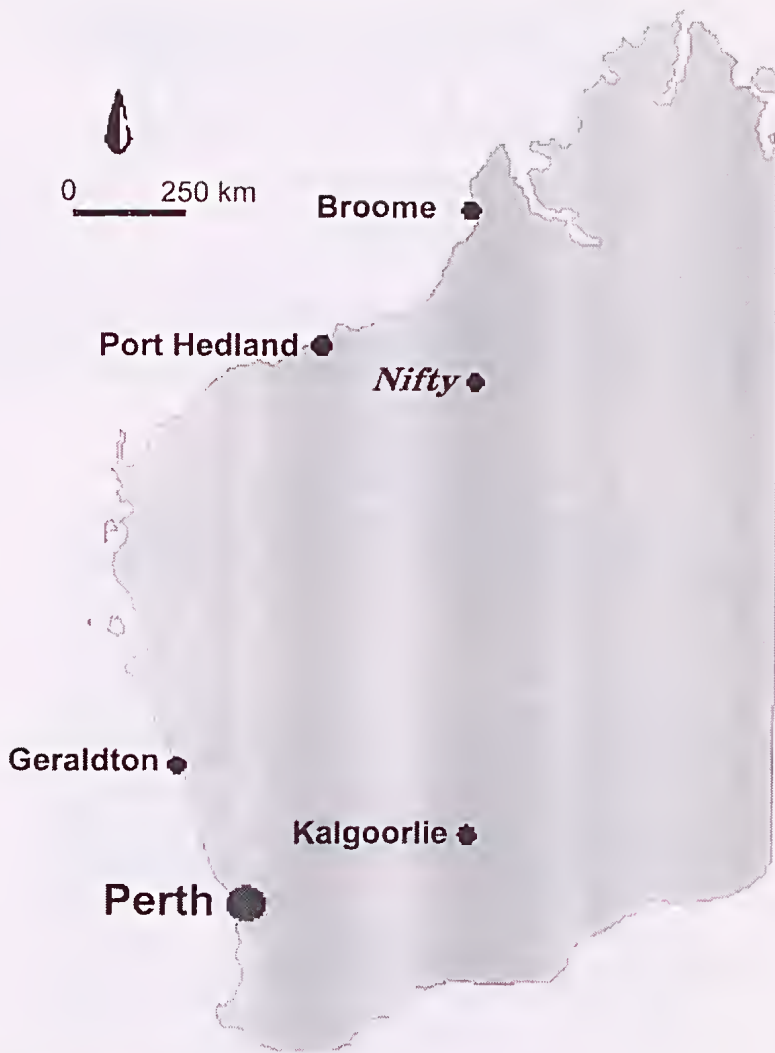 0 250 km
Broome
Port Hedland
Nifty
Geraldton
Kalgoorlie
Perth